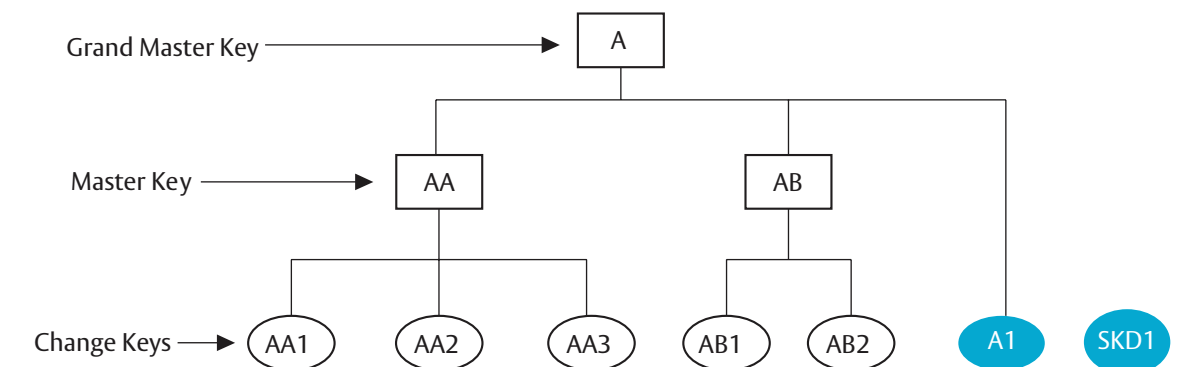 Grand Master Key
A
Master Key
AA
AB
Change Keys
AA1
AA2
AA3
AB1
AB2
A1
SKD1